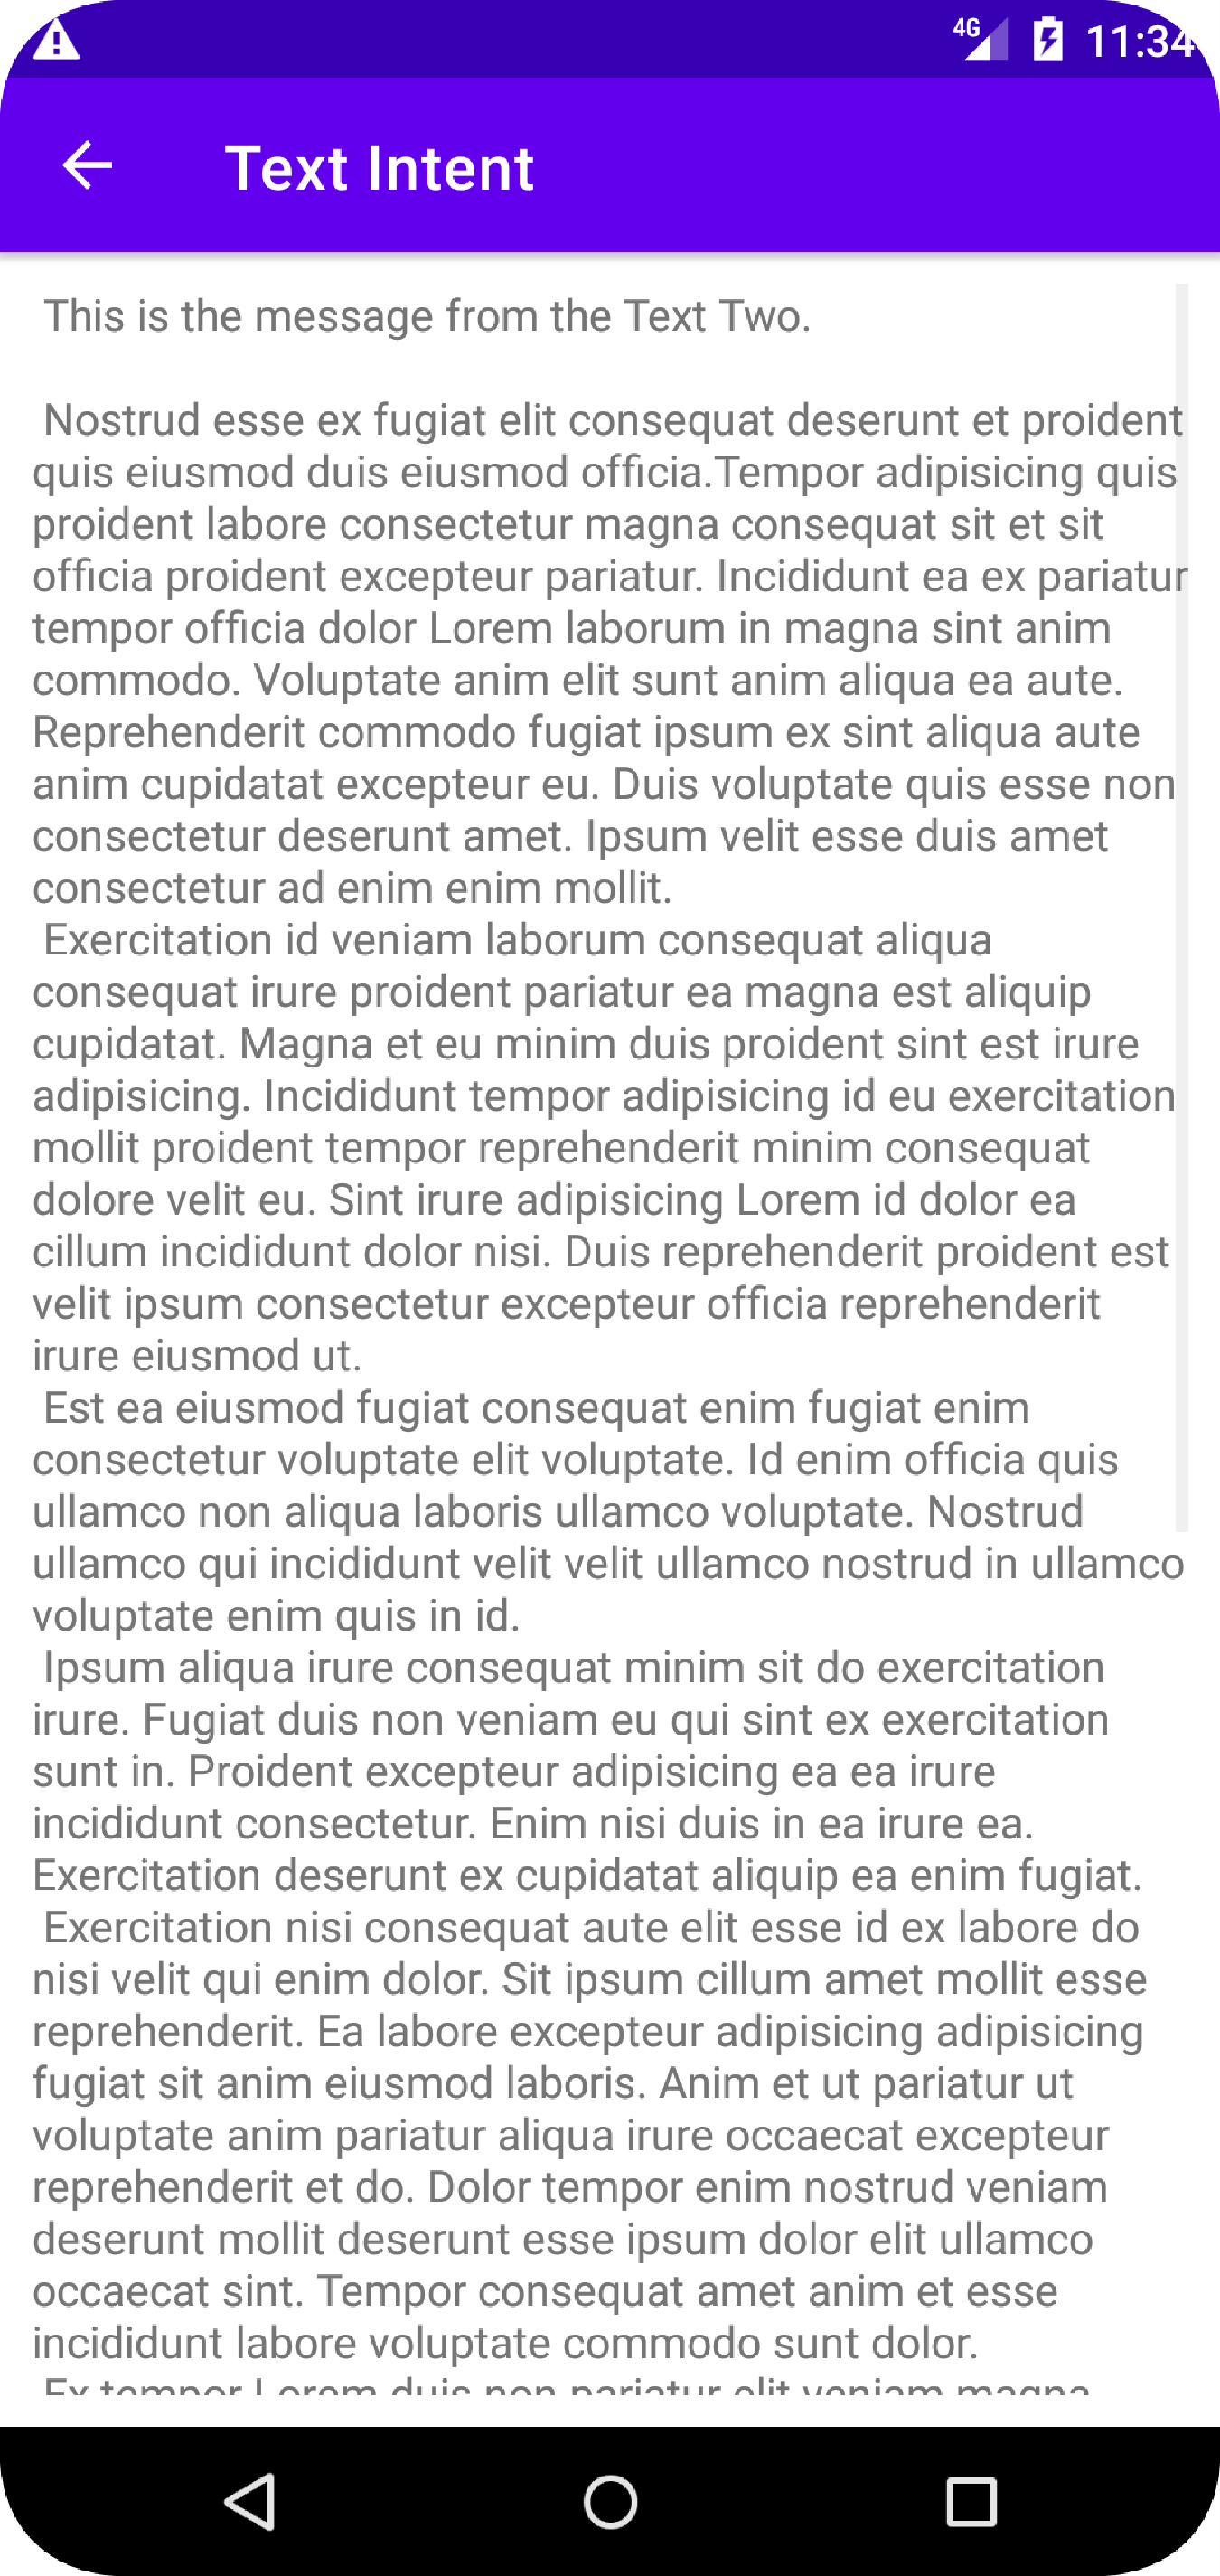 4G 11:34
Text Intent
This is the message from the Text Two.
Nostrud esse ex fugiat elit consequat deserunt et proident
quis eiusmod duis eiusmod officia.Tempor adipisicing quis
proident labore consectetur magna consequat sit et sit
officia proident excepteur pariatur. Incididunt ea ex pariatur
tempor officia dolor Lorem laborum in magna sint anim
commodo. Voluptate anim elit sunt anim aliqua ea aute.
Reprehenderit commodo fugiat ipsum ex sint aliqua aute
anim cupidatat excepteur eu. Duis voluptate quis esse non
consectetur deserunt amet. Ipsum velit esse duis amet
consectetur ad enim enim mollit.
Exercitation id veniam laborum consequat aliqua
consequat irure proident pariatur ea magna est aliquip
cupidatat. Magna et eu minim duis proident sint est irure
adipisicing. Incididunt tempor adipisicing id eu exercitation
mollit proident tempor reprehenderit minim consequat
dolore velit eu. Sint irure adipisicing Lorem id dolor ea
cillum incididunt dolor nisi. Duis reprehenderit proident est
velit ipsum consectetur excepteur officia reprehenderit
irure eiusmod ut.
Est ea eiusmod fugiat consequat enim fugiat enim
consectetur voluptate elit voluptate. Id enim officia quis
ullamco non aliqua laboris ullamco voluptate. Nostrud
ullamco qui incididunt velit velit ullamco nostrud in ullamco
voluptate enim quis in id.
Ipsum aliqua irure consequat minim sit do exercitation
irure. Fugiat duis non veniam eu qui sint ex exercitation
sunt in. Proident excepteur adipisicing ea ea irure
incididunt consectetur. Enim nisi duis in ea irure ea.
Exercitation deserunt ex cupidatat aliquip ea enim fugiat.
Exercitation nisi consequat aute elit esse id ex labore do
nisi velit qui enim dolor. Sit ipsum cillum amet mollit esse
reprehenderit. Ea labore excepteur adipisicing adipisicing
fugiat sit anim eiusmod laboris. Anim et ut pariatur ut
voluptate anim pariatur aliqua irure occaecat excepteur
reprehenderit et do. Dolor tempor enim nostrud veniam
deserunt mollit deserunt esse ipsum dolor elit ullamco
occaecat sint. Tempor consequat amet anim et esse
incididunt labore voluptate commodo sunt dolor.
Ex tempor Lorem duis non pariatur elit veniam magna